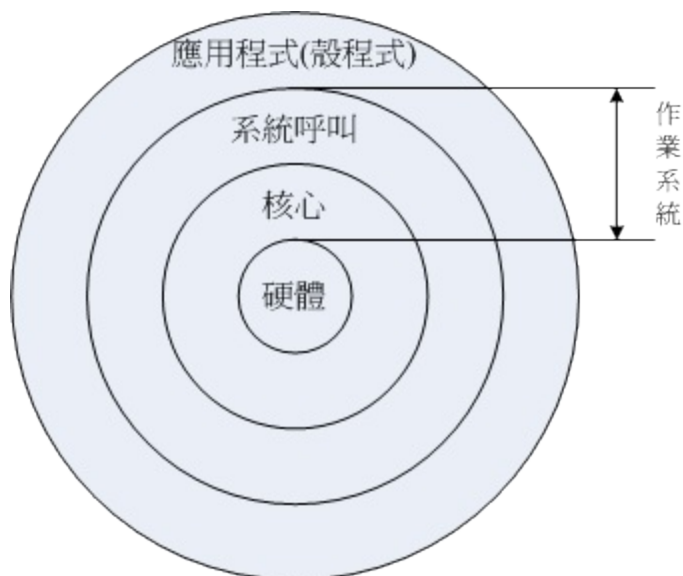 應用程式(殼程式)
系統呼叫
核心
硬體
作業系統